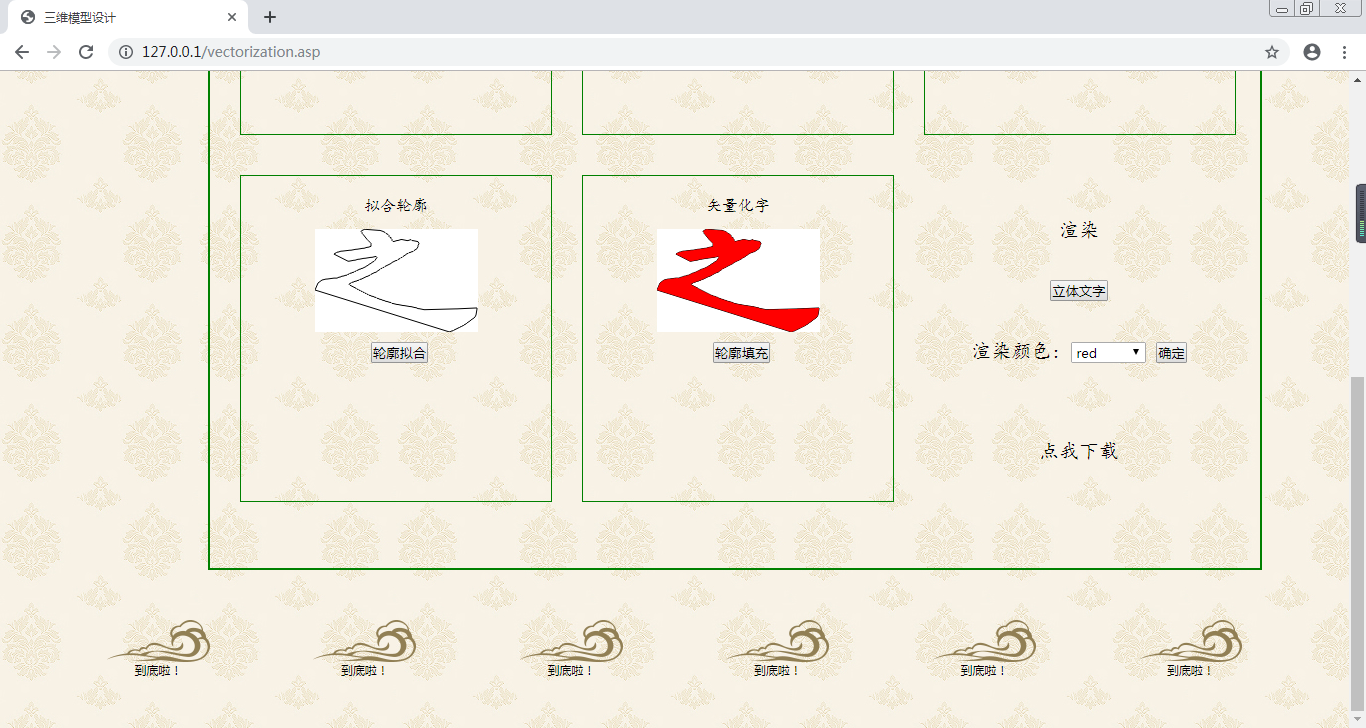 三维模型设计
127.0.0.1/vectorization.asp
拟合轮廓
矢量化字
渲染
之
之
立体文字
轮廓拟合
轮廓填充
渲染颜色：
red
确定
点我下载
到底啦！
到底啦！
到底啦！
到底啦！
到底啦！
到底啦！